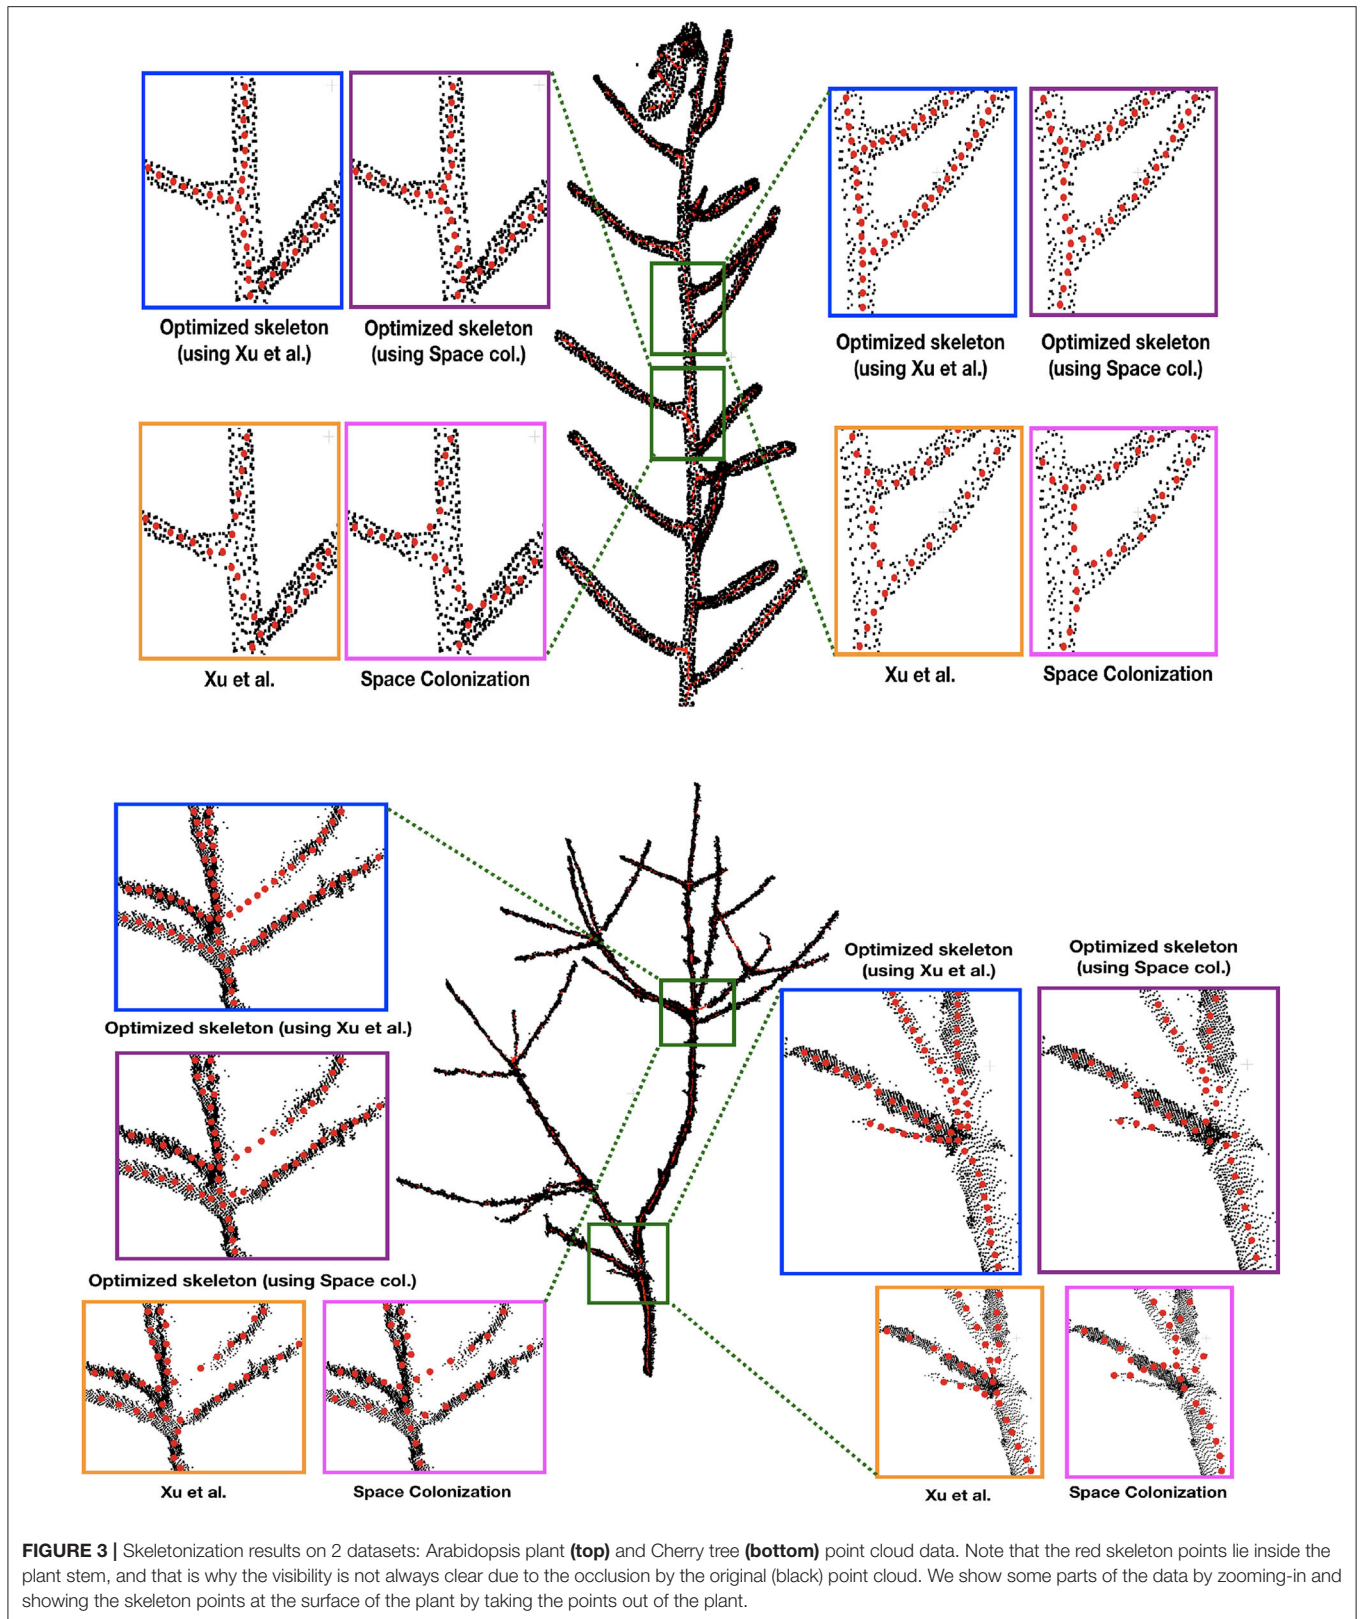 Optimized skeleton
(using Xu et al.)
Optimized skeleton
(using Space col.)
Optimized skeleton
(using Xu et al.)
Optimized skeleton
(using Space col.)
Xu et al.
Space Colonization
Xu et al.
Space Colonization
Optimized skeleton
(using Xu et al.)
Optimized skeleton
(using Space col.)
Optimized skeleton (using Xu et al.)
Optimized skeleton (using Space col.)
Xu et al.
Space Colonization
Xu et al.
Space Colonization
FIGURE 3 | Skeletonization results on 2 datasets: Arabidopsis plant (top) and Cherry tree (bottom) point cloud data. Note that the red skeleton points lie inside the
plant stem, and that is why the visibility is not always clear due to the occlusion by the original (black) point cloud. We show some parts of the data by zooming-in and
showing the skeleton points at the surface of the plant by taking the points out of the plant.